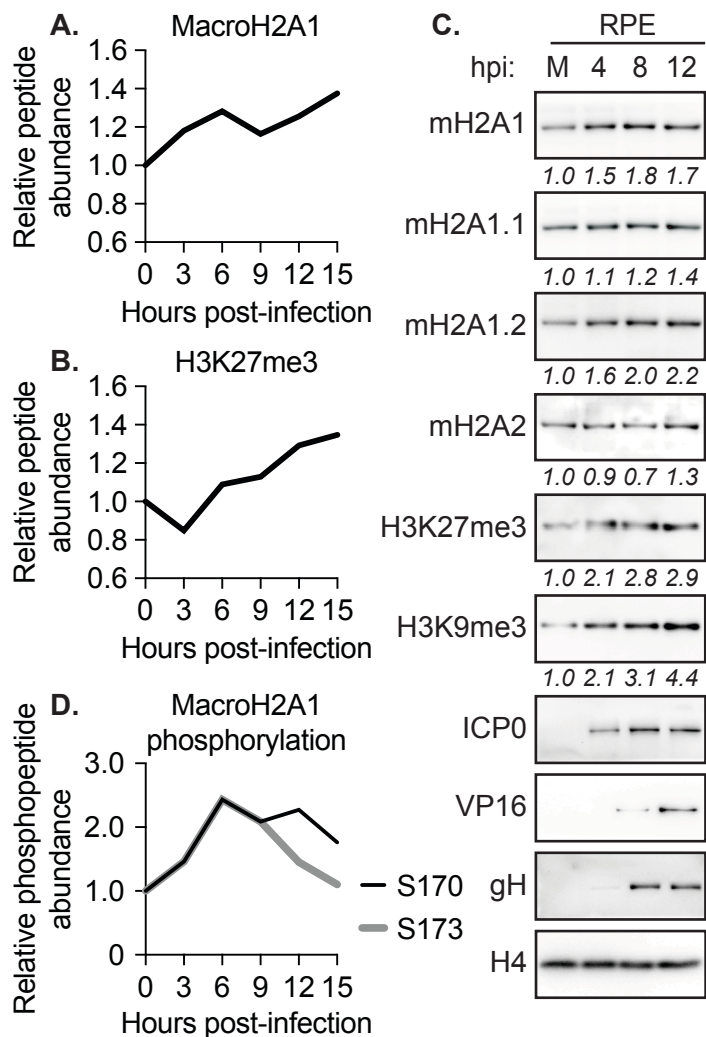 A.
MacroH2A1
Relative peptide
abundance
1.6
1.4
1.2
1.0
0.8
0.6
0 3 6 9 12 15
Hours post-infection
B.
H3K27me3
Relative peptide
abundance
1.6
1.4
1.2
1.0
0.8
0.6
0 3 6 9 12 15
Hours post-infection
C.
RPE
hpi: M 4 8 12
mH2A1
1.0 1.5 1.8 1.7
mH2A1.1
1.0 1.1 1.2 1.4
mH2A1.2
1.0 1.6 2.0 2.2
mH2A2
1.0 0.9 0.7 1.3
H3K27me3
1.0 2.1 2.8 2.9
H3K9me3
1.0 2.1 3.1 4.4
ICP0
VP16
gH
H4
D.
MacroH2A1
phosphorylation
Relative phosphopeptide
abundance
3.0
2.0
1.0
0
0 3 6 9 12 15
Hours post-infection
S170
S173